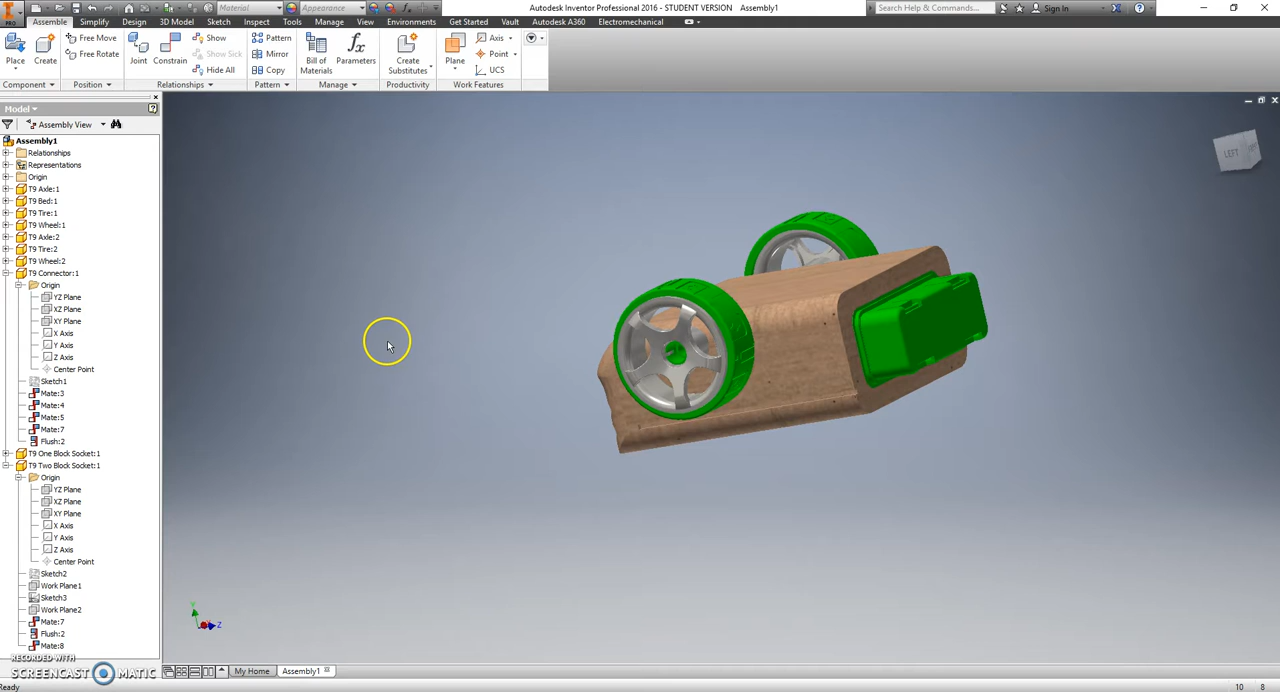 Material
Appearance
Autodesk Inventor Professional 2016 - STUDENT VERSION Assembly1
Search Help & Commands...
Sign In
PRO
Assemble Simplify Design 3D Model Sketch Inspect Tools Manage View Environments Get Started Vault Autodesk A360 Electromechanical
Place
Create
Free Move
Free Rotate
Joint
Constrain
Show
Show Sick
Hide All
Pattern
Mirror
Copy
Bill of
Materials
Parameters
Create
Substitutes
Plane
Axis
Point
UCS
Component Position Relationships Pattern Manage Productivity Work Features
Model
Assembly View
Assembly1
Relationships
Representations
Origin
T9 Axle:1
T9 Bed:1
T9 Tire:1
T9 Wheel:1
T9 Axle:2
T9 Tire:2
T9 Wheel:2
T9 Connector:1
Origin
YZ Plane
XZ Plane
XY Plane
X Axis
Y Axis
Z Axis
Center Point
Sketch1
Mate:3
Mate:4
Mate:5
Mate:7
Flush:2
T9 One Block Socket:1
T9 Two Block Socket:1
Origin
YZ Plane
XZ Plane
XY Plane
X Axis
Y Axis
Z Axis
Center Point
Sketch2
Work Plane1
Sketch3
Work Plane2
Mate:7
Flush:2
Mate:8
LEFT
Y
Z
RECORDED WITH
SCREENCAST MATIC
My Home Assembly1
Ready
10 8